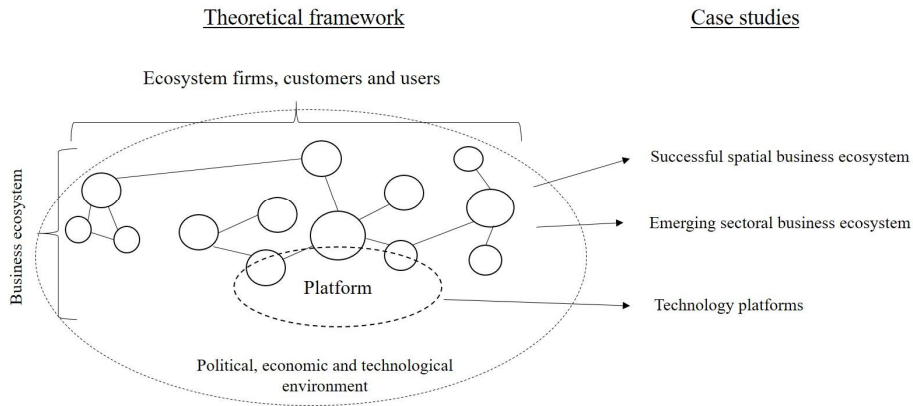 Theoretical framework
Case studies
Ecosystem firms, customers and users
Business ecosystem
Successful spatial business ecosystem
Emerging sectoral business ecosystem
Platform
Technology platforms
Political, economic and technological
environment